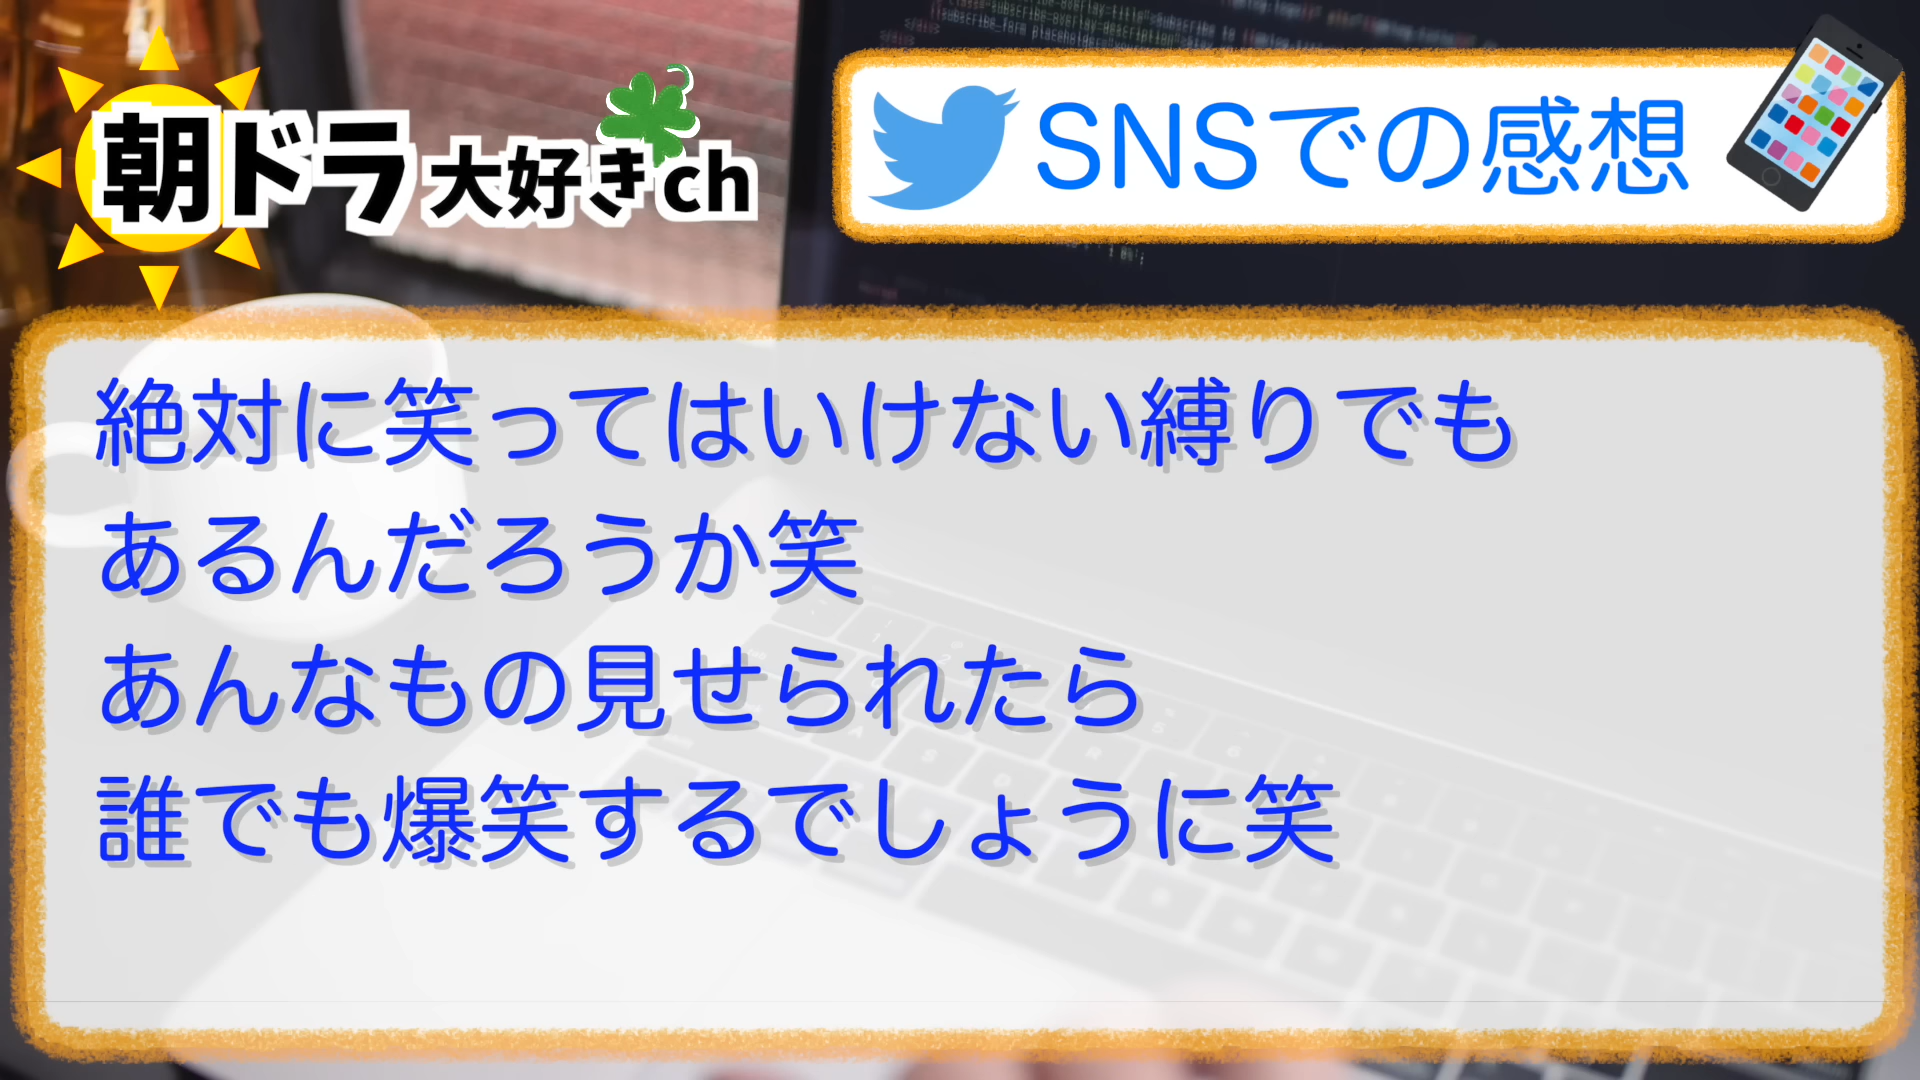 朝ドラ大好きch
SNSでの感想
絶対に笑ってはいけない縛りでも
あるんだろうか笑
あんなもの見せられたら
誰でも爆笑するでしょうに笑